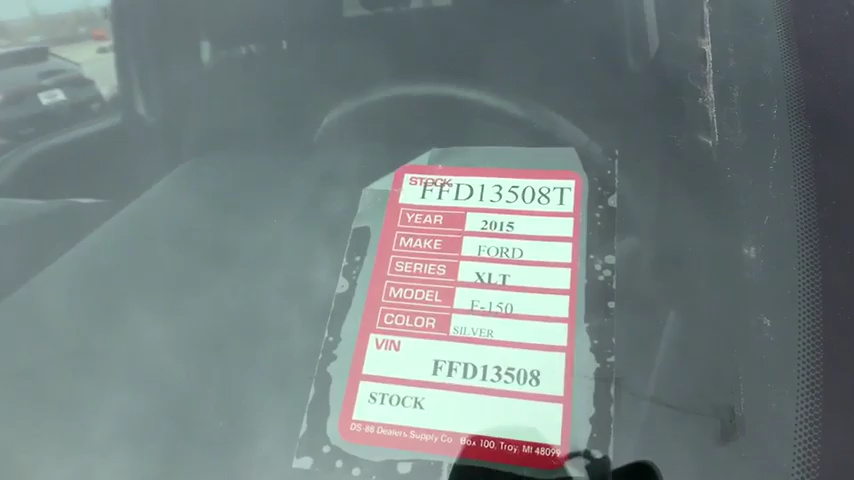 STOCK
FFD13508T
YEAR 2015
MAKE FORD
SERIES XLT
MODEL F-150
COLOR SILVER
VIN
FFD13508
STOCK
DS-88 Dealers Supply Co Box 100, Troy, MI 48099